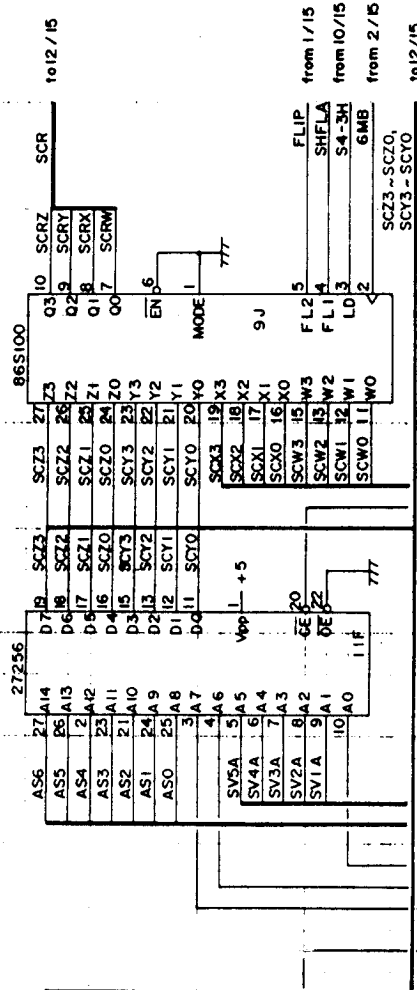 27256
86S100
AS6 27 A14 D7 19 SCZ3 SCZ3 27 Z3 Q3 10 SCRZ SCR to12/15
AS5 26 A13 D6 18 SCZ2 SCZ2 26 Z2 Q2 9 SCRY
AS4 2 A12 D5 17 SCZ1 SCZ1 25 Z1 Q1 8 SCRX
AS3 23 A11 D4 16 SCZ0 SCZ0 24 Z0 Q0 7 SCRW
AS2 21 A10 D3 15 SCY3 SCY3 23 Y3
AS1 24 A9 D2 13 SCY2 SCY2 22 Y2 EN 6
AS0 25 A8 D1 12 SCY1 SCY1 21 Y1
3 A7 D0 11 SCY0 SCY0 20 Y0 MODE 1
4 A6 SCX3 19 X3
SV5A 5 A5 Vpp 1 +5 SCX2 18 X2
SV4A 6 A4 SCX1 17 X1 9J
SV3A 7 A3 SCX0 16 X0
SV2A 8 A2 CE 20 SCW3 15 W3 FL2 5 FLIP from 1/15
SV1A 9 A1 OE 22 SCW2 13 W2 FL1 4 SHFLA from 10/15
10 A0 SCW1 12 W1 LD 3 S4-3H
11F SCW0 11 W0 2 6MB from 2/15
SCZ3~SCZ0,
SCY3~SCY0 to12/15